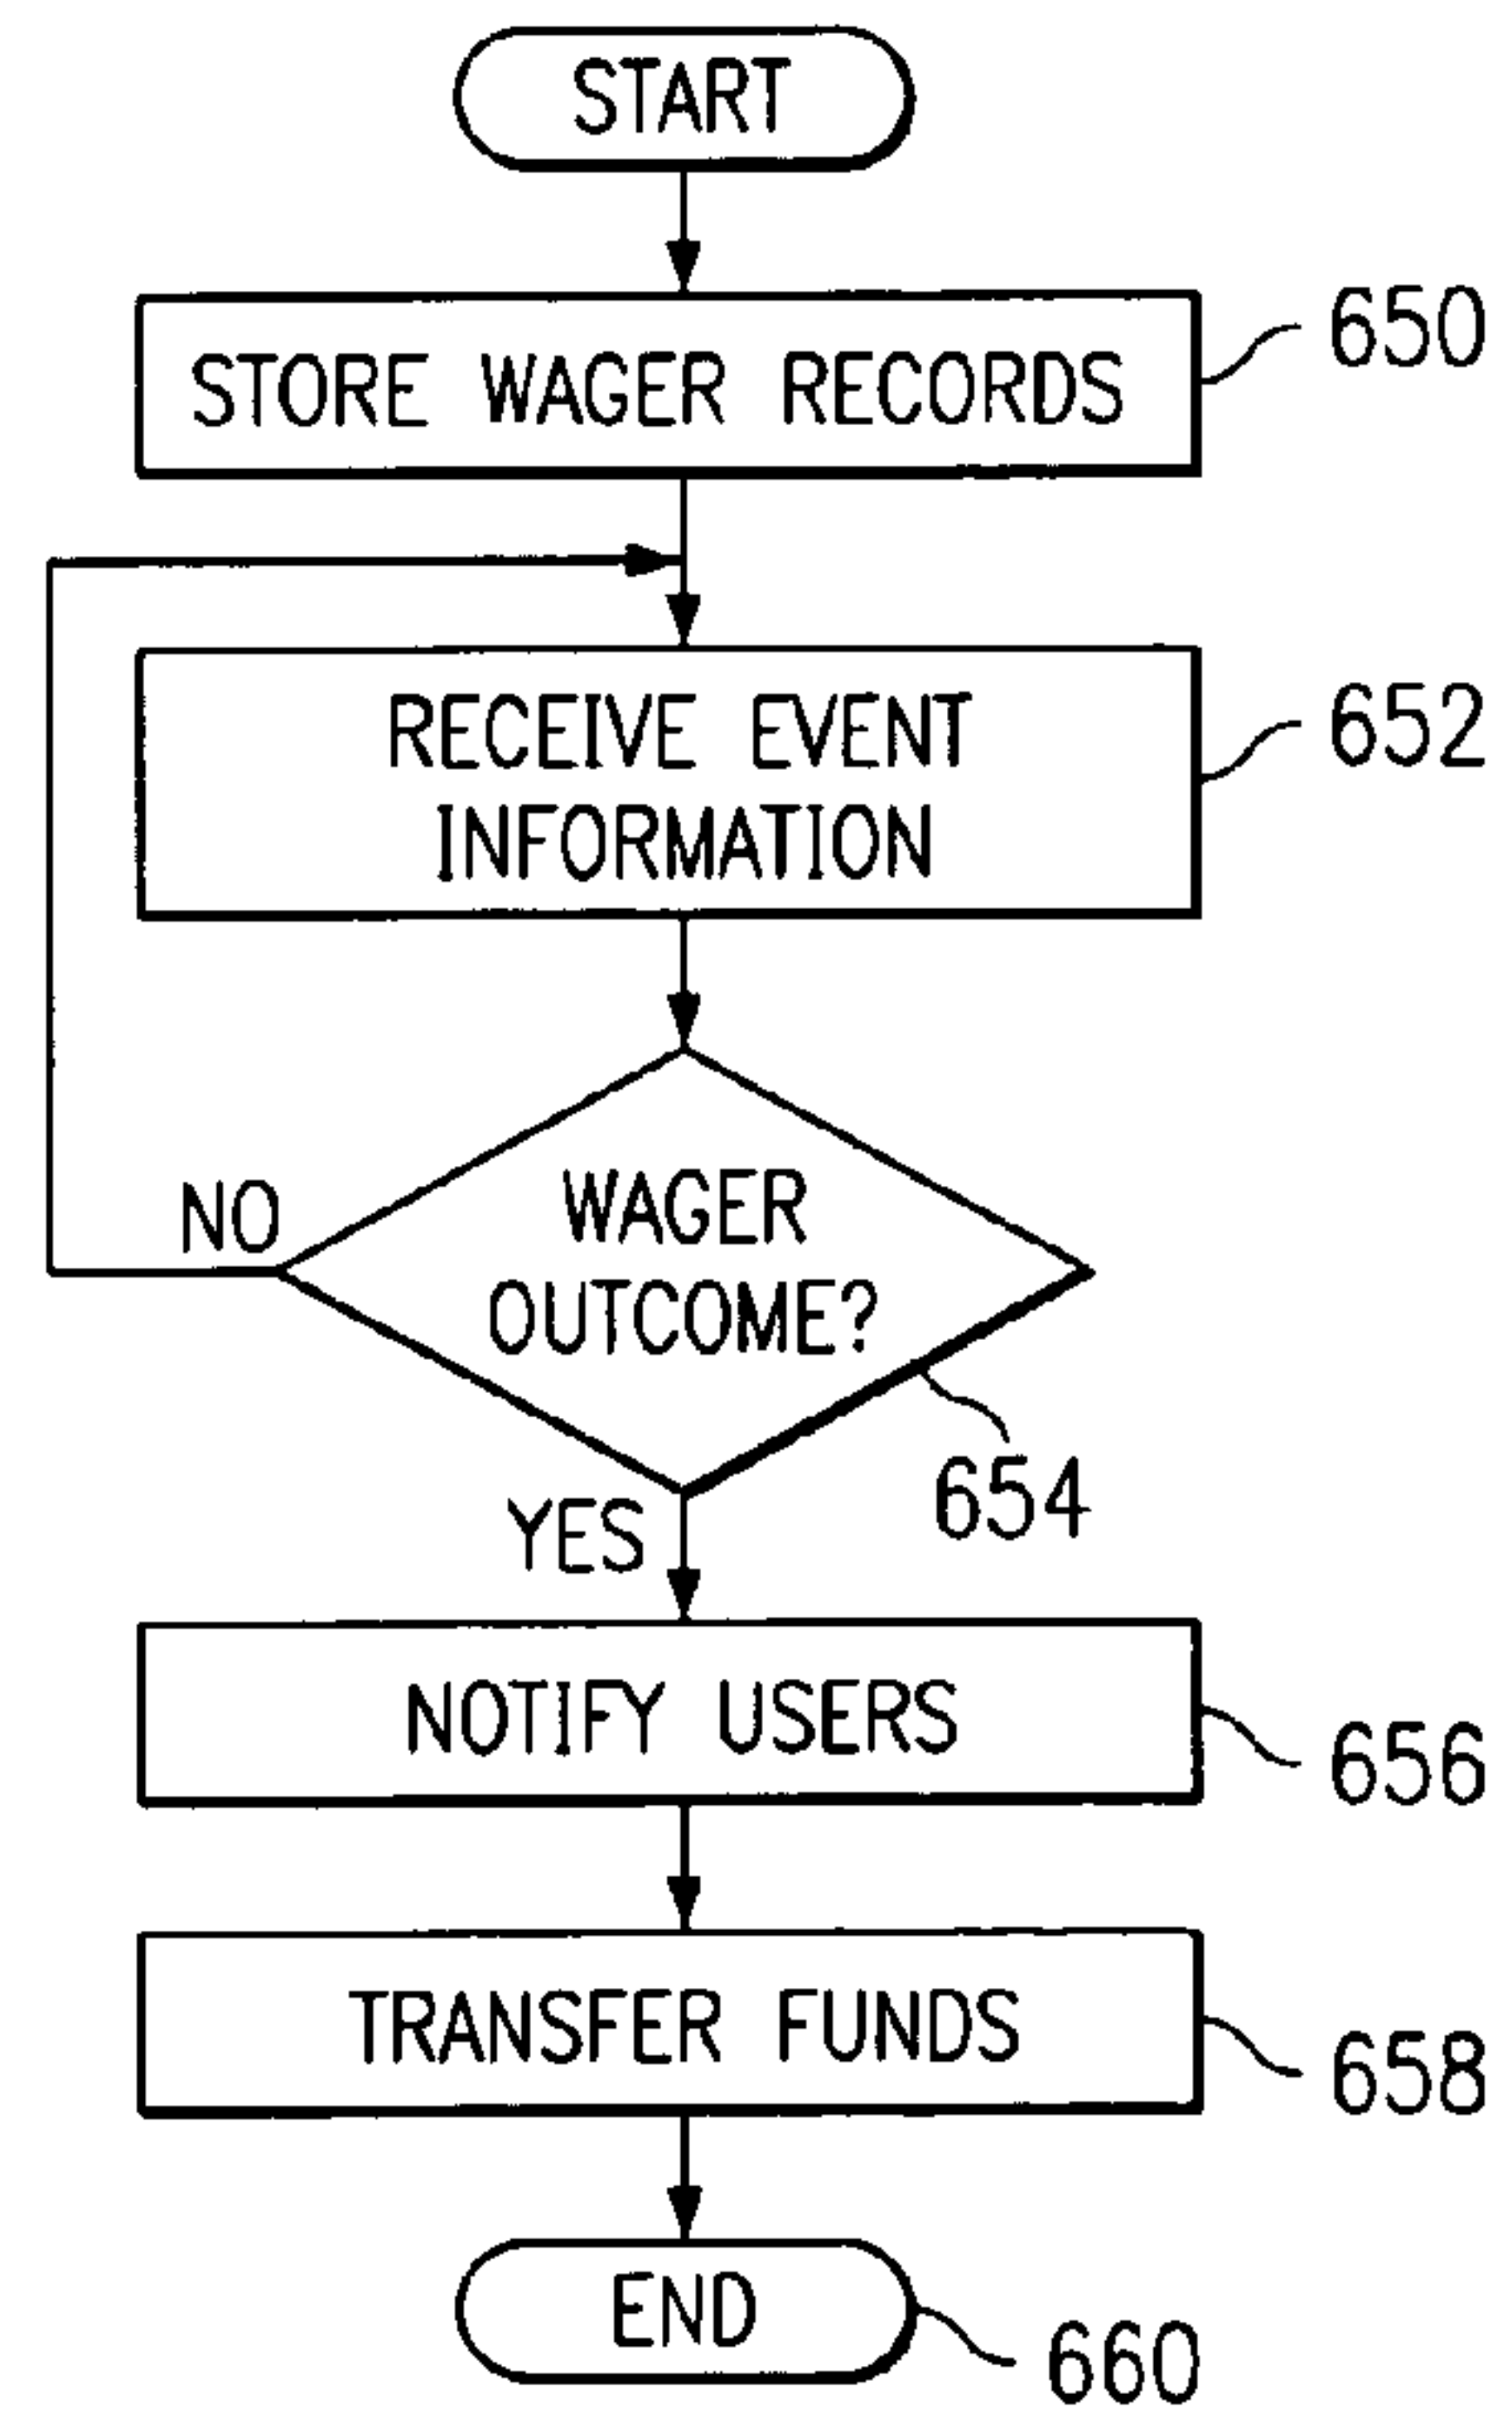 START
STORE WAGER RECORDS
650
RECEIVE EVENT
INFORMATION
652
WAGER
OUTCOME?
NO
654
YES
NOTIFY USERS
656
TRANSFER FUNDS
658
END
660